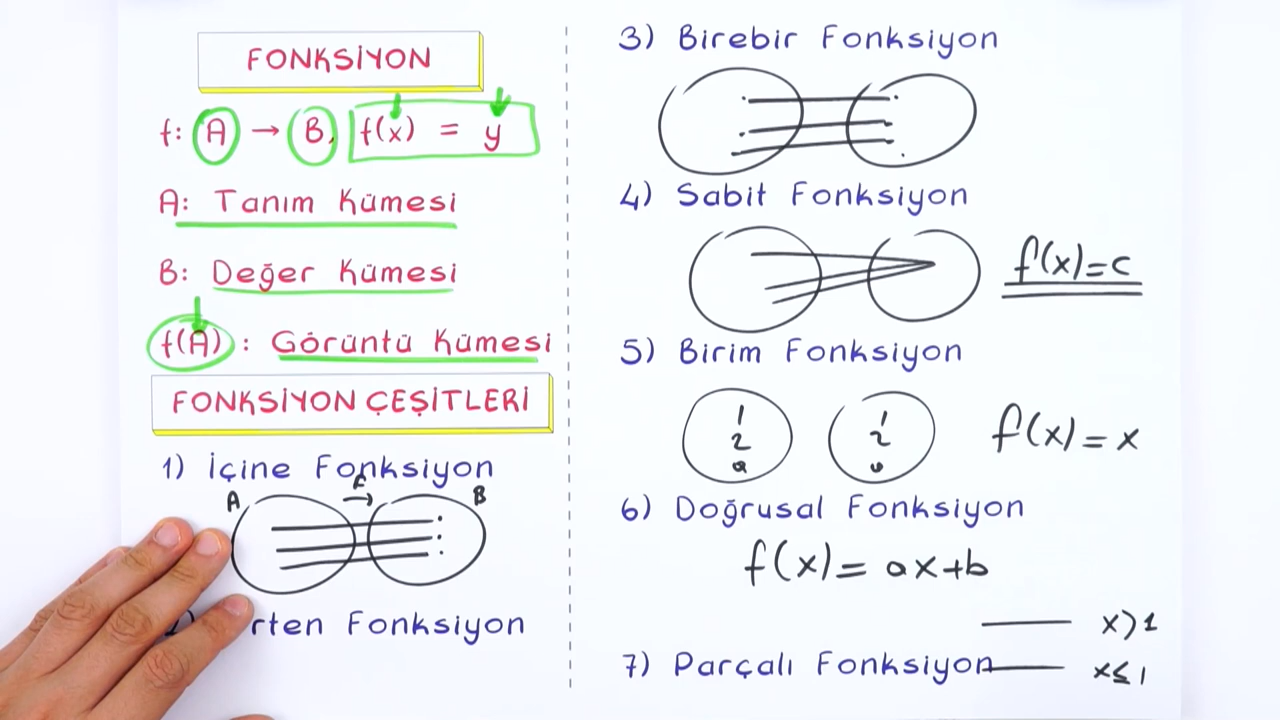 FONKSİYON
f: A → B, f(x) = y
A: Tanım Kümesi
B: Değer Kümesi
f(A) : Görüntü Kümesi
FONKSİYON ÇEŞİTLERİ
1) İçine Fonksiyon
A f → B
rten Fonksiyon
3) Birebir Fonksiyon
4) Sabit Fonksiyon
f(x)=c
5) Birim Fonksiyon
1 1
2 2
f(x)=x
6) Doğrusal Fonksiyon
f(x)= ax+b
x>1
7) Parçalı Fonksiyon
x≤1